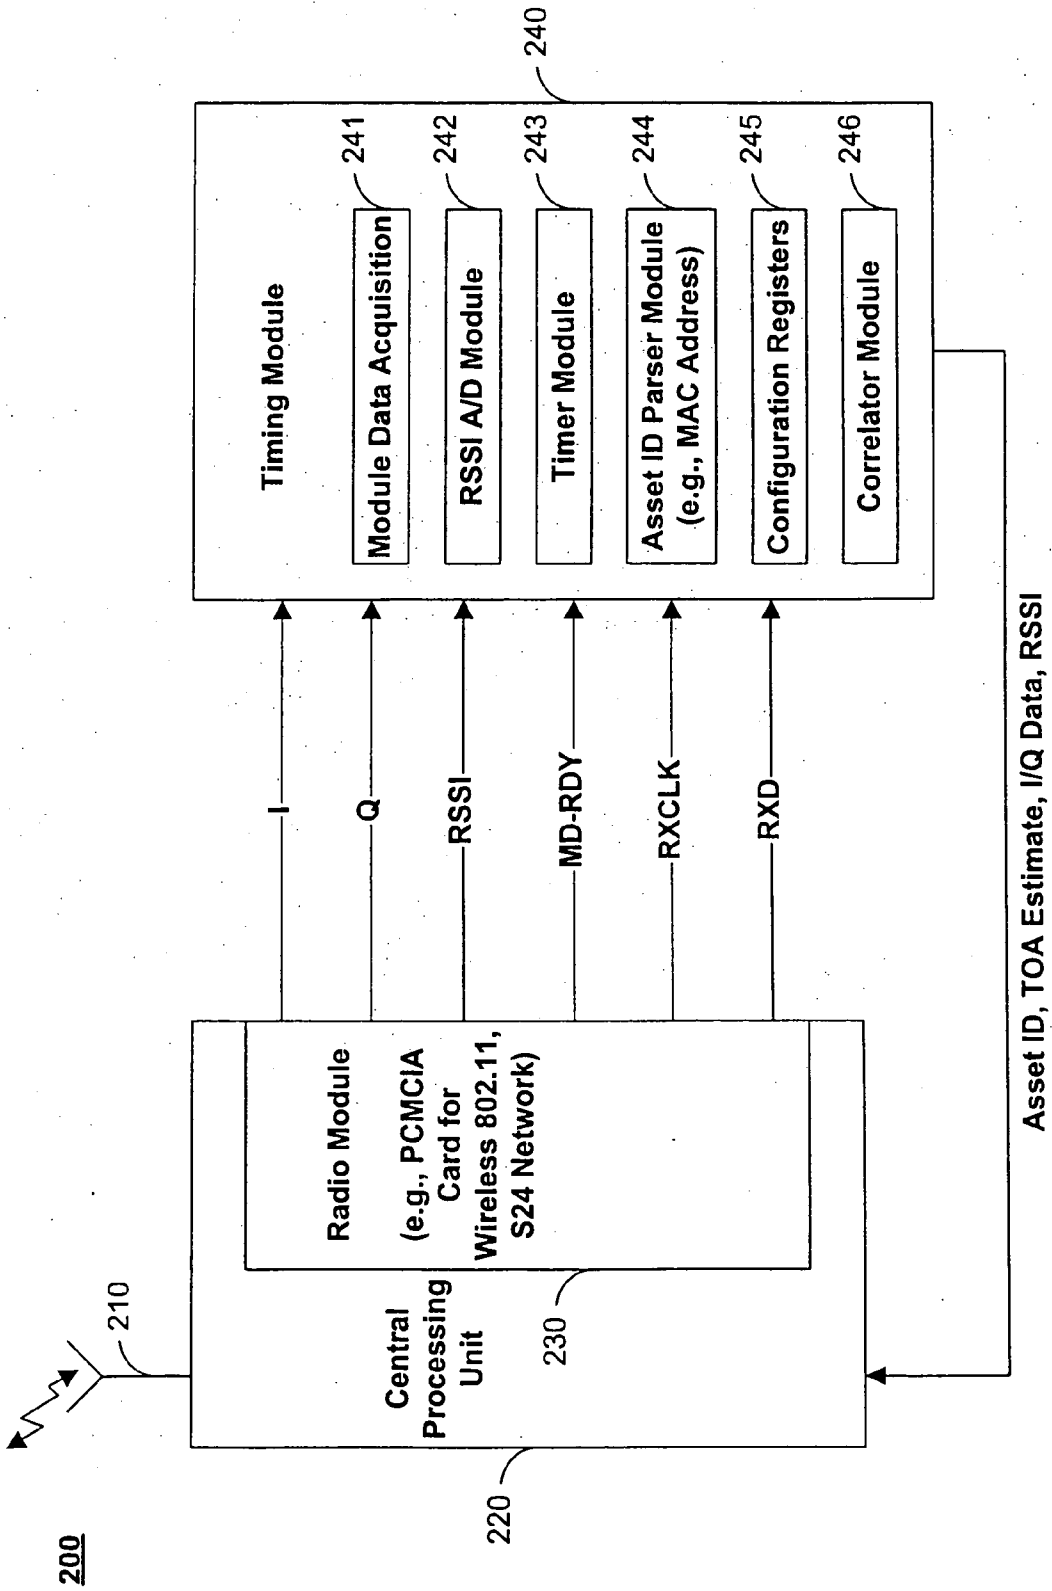 200
210
Central
Processing
Unit
220
Radio Module
(e.g., PCMCIA
Card for
Wireless 802.11,
S24 Network)
230
I
Q
RSSI
MD-RDY
RXCLK
RXD
Timing Module
240
Module Data Acquisition
241
RSSI A/D Module
242
Timer Module
243
Asset ID Parser Module
(e.g., MAC Address)
244
Configuration Registers
245
Correlator Module
246
Asset ID, TOA Estimate, I/Q Data, RSSI